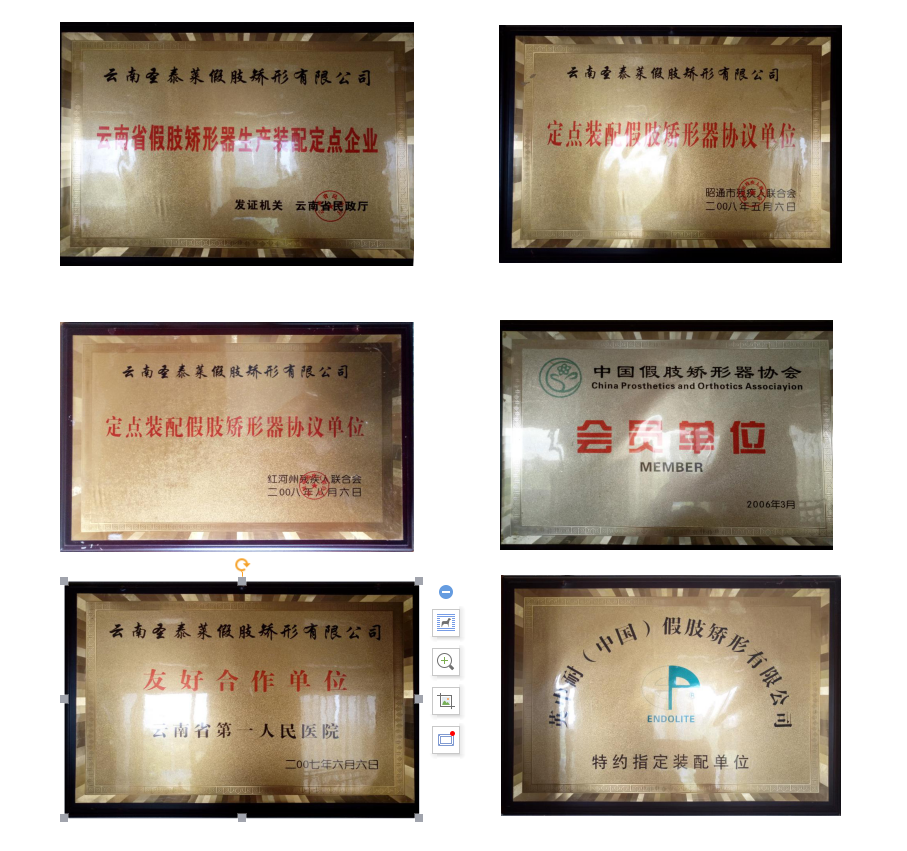 云南圣泰莱假肢矫形有限公司
云南省假肢矫形器生产装配定点企业
发证机关 云南省民政厅
云南圣泰莱假肢矫形有限公司
定点装配假肢矫形器协议单位
昭通市残疾人联合会
二00八年五月六日
云南圣泰莱假肢矫形有限公司
定点装配假肢矫形器协议单位
红河州残疾人联合会
二00八年八月六日
中国假肢矫形器协会
China Prosthetics and Orthotics Associayion
会员单位
MEMBER
2006年3月
云南圣泰莱假肢矫形有限公司
友好合作单位
云南省第一人民医院
二00七年六月六日
耐（中国）假肢矫形有限公司
ENDOLITE
特约指定装配单位